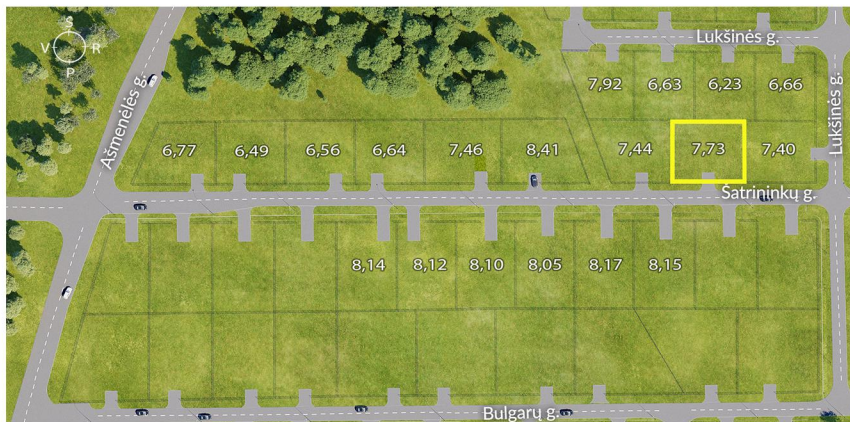 Š
V R
P
Ašmenėlės g.
Lukšinės g.
Lukšinės g.
7,92 6,63 6,23 6,66
6,77 6,49 6,56 6,64 7,46 8,41 7,44 7,73 7,40
Šatrininkų g.
8,14 8,12 8,10 8,05 8,17 8,15
Bulgarų g.